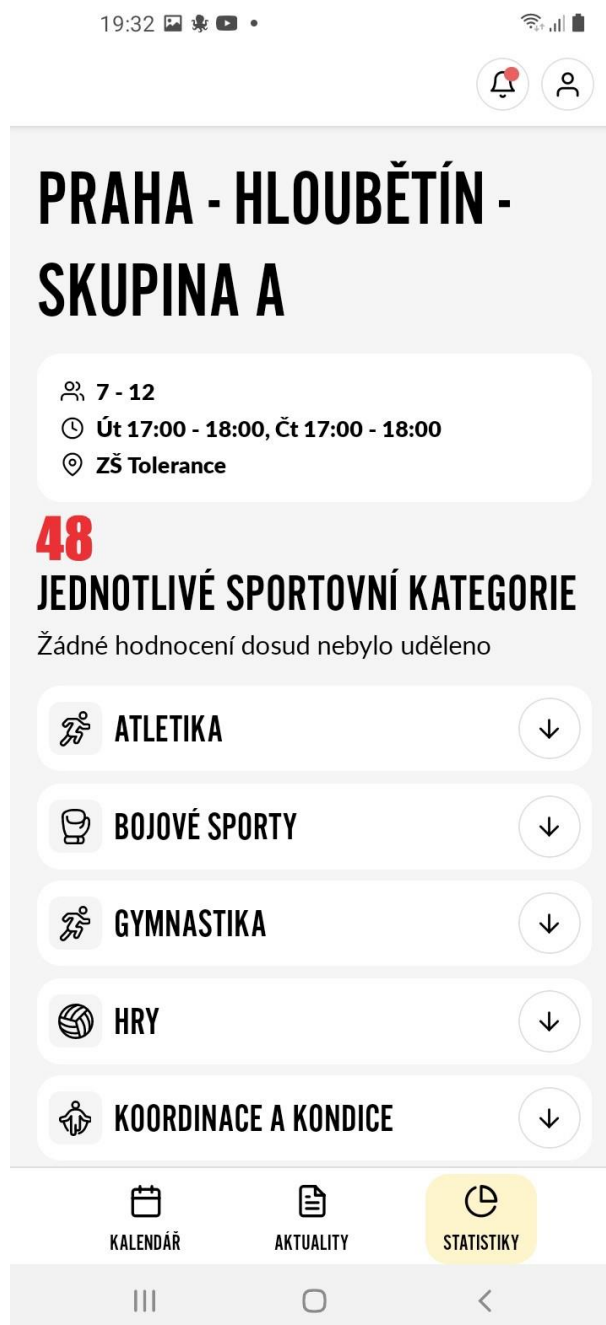 19:32
PRAHA - HLOUBĚTÍN -
SKUPINA A
7 - 12
Út 17:00 - 18:00, Čt 17:00 - 18:00
ZŠ Tolerance
48
JEDNOTLIVÉ SPORTOVNÍ KATEGORIE
Žádné hodnocení dosud nebylo uděleno
ATLETIKA
BOJOVÉ SPORTY
GYMNASTIKA
HRY
KOORDINACE A KONDICE
KALENDÁŘ
AKTUALITY
STATISTIKY